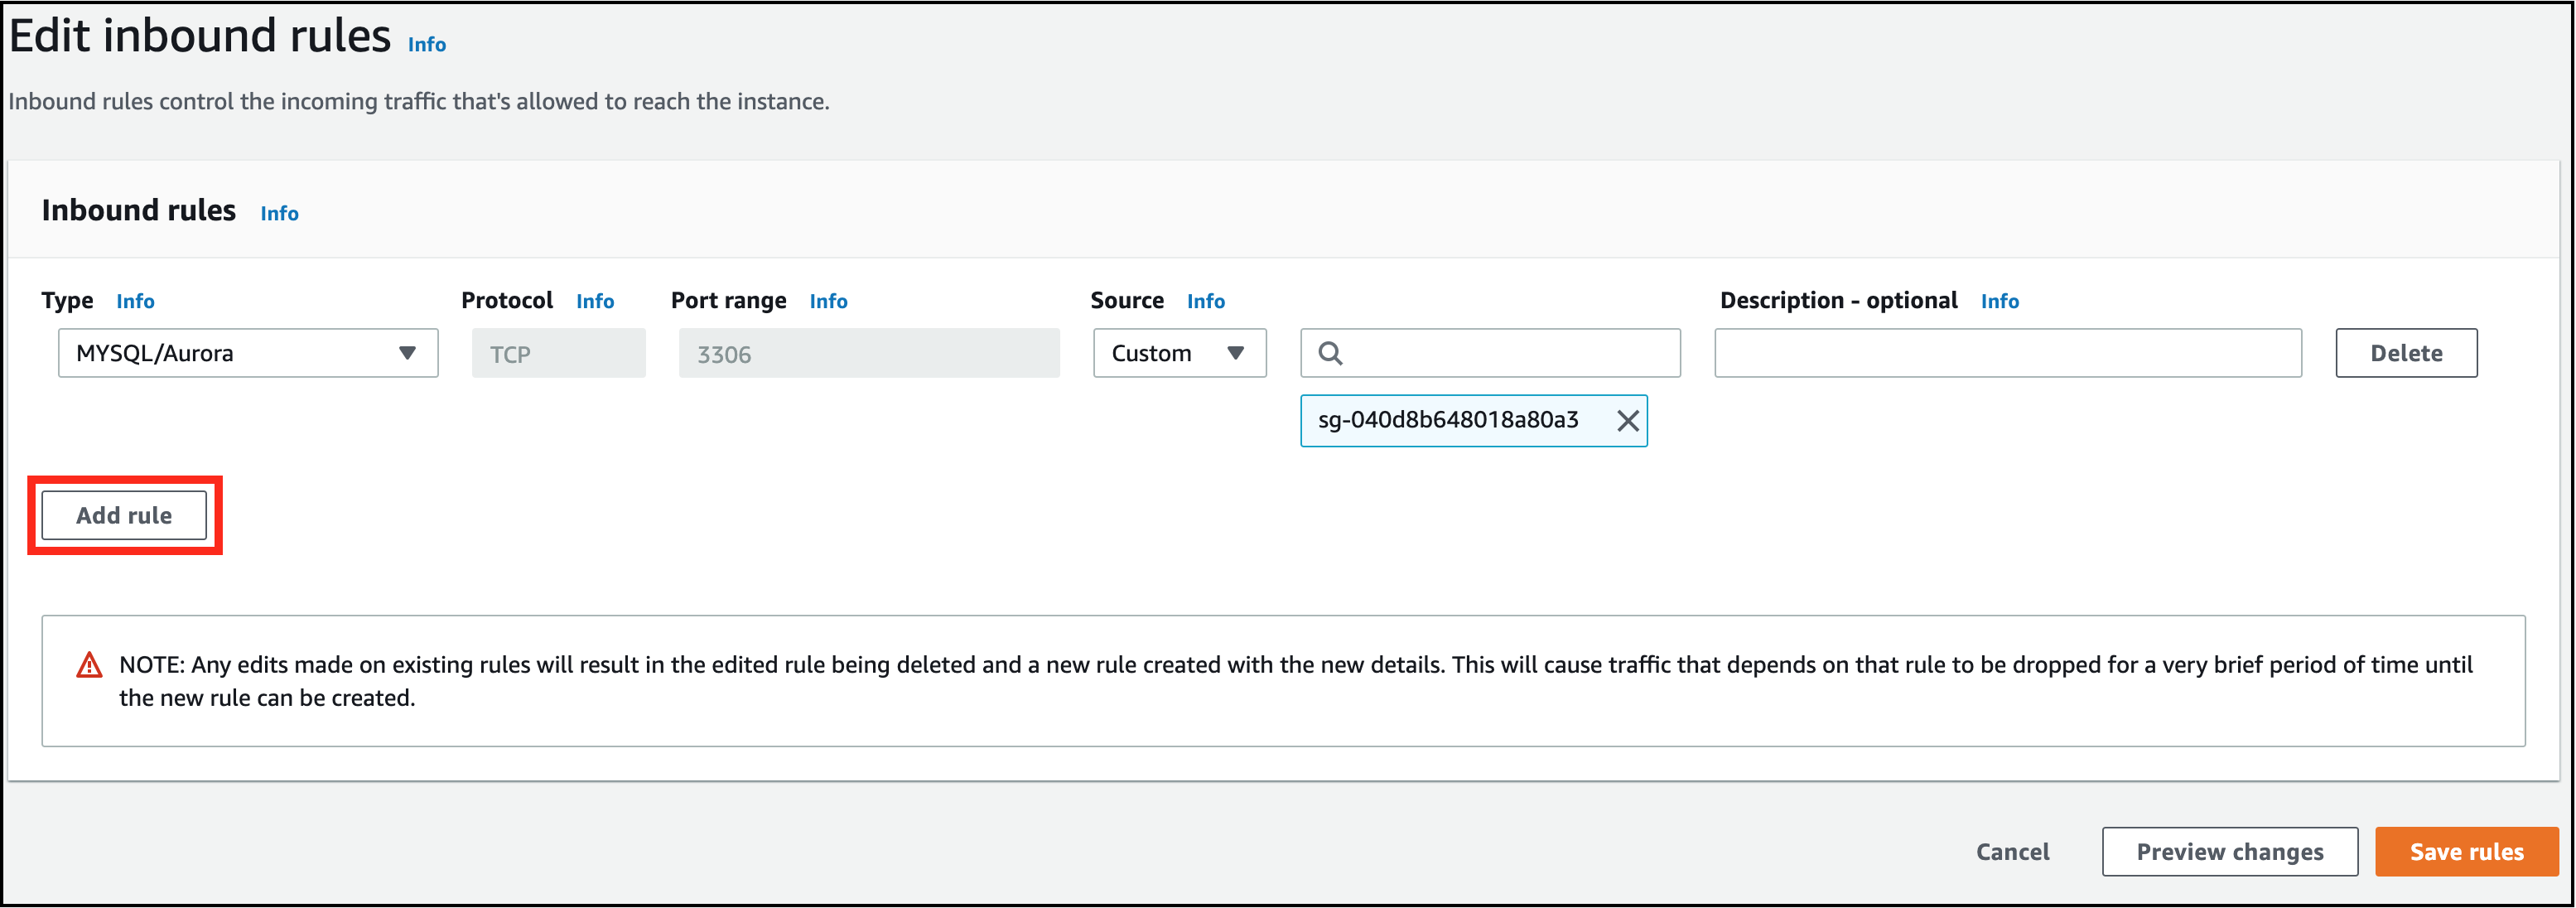 Edit inbound rules Info
Inbound rules control the incoming traffic that's allowed to reach the instance.
Inbound rules Info
Type Info Protocol Info Port range Info Source Info Description - optional Info
MYSQL/Aurora TCP 3306 Custom Delete
sg-040d8b648018a80a3
Add rule
NOTE: Any edits made on existing rules will result in the edited rule being deleted and a new rule created with the new details. This will cause traffic that depends on that rule to be dropped for a very brief period of time until
the new rule can be created.
Cancel Preview changes Save rules